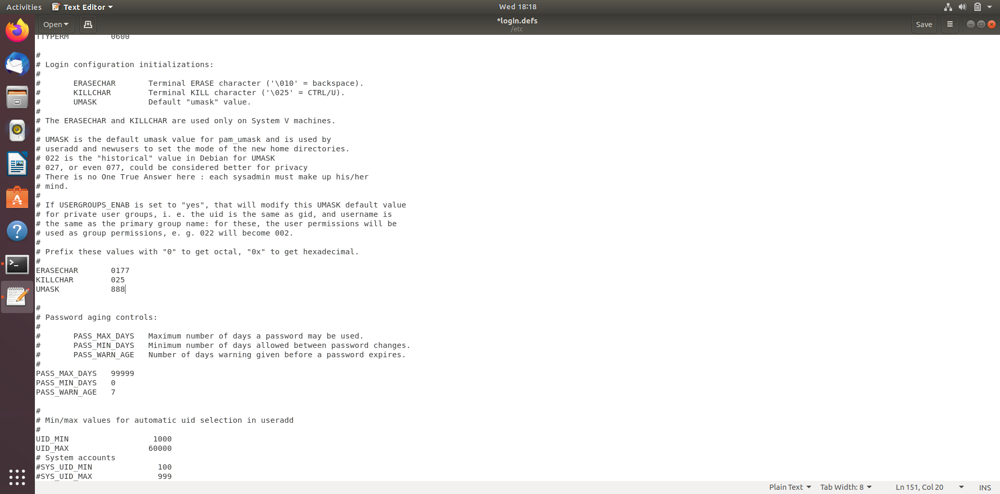 Activities Text Editor Wed 18:18
Open *login.defs Save
/etc
TTYPERM 0600
#
# Login configuration initializations:
#
# ERASECHAR Terminal ERASE character ('\010' = backspace).
# KILLCHAR Terminal KILL character ('\025' = CTRL/U).
# UMASK Default "umask" value.
#
# The ERASECHAR and KILLCHAR are used only on System V machines.
#
# UMASK is the default umask value for pam_umask and is used by
# useradd and newusers to set the mode of the new home directories.
# 022 is the "historical" value in Debian for UMASK
# 027, or even 077, could be considered better for privacy
# There is no One True Answer here : each sysadmin must make up his/her
# mind.
#
# If USERGROUPS_ENAB is set to "yes", that will modify this UMASK default value
# for private user groups, i. e. the uid is the same as gid, and username is
# the same as the primary group name: for these, the user permissions will be
# used as group permissions, e. g. 022 will become 002.
#
# Prefix these values with "0" to get octal, "0x" to get hexadecimal.
#
ERASECHAR 0177
KILLCHAR 025
UMASK 888
#
# Password aging controls:
#
# PASS_MAX_DAYS Maximum number of days a password may be used.
# PASS_MIN_DAYS Minimum number of days allowed between password changes.
# PASS_WARN_AGE Number of days warning given before a password expires.
#
PASS_MAX_DAYS 99999
PASS_MIN_DAYS 0
PASS_WARN_AGE 7
#
# Min/max values for automatic uid selection in useradd
#
UID_MIN 1000
UID_MAX 60000
# System accounts
#SYS_UID_MIN 100
#SYS_UID_MAX 999
Plain Text Tab Width: 8 Ln 151, Col 20 INS